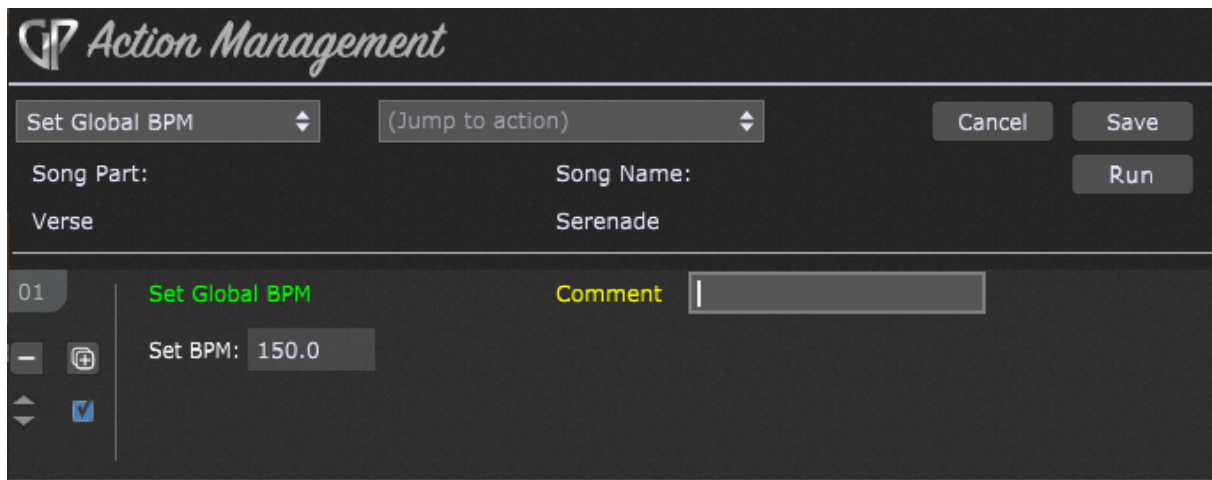 GP Action Management
Set Global BPM (Jump to action) Cancel Save
Song Part: Song Name: Run
Verse Serenade
01 Set Global BPM Comment
Set BPM: 150.0